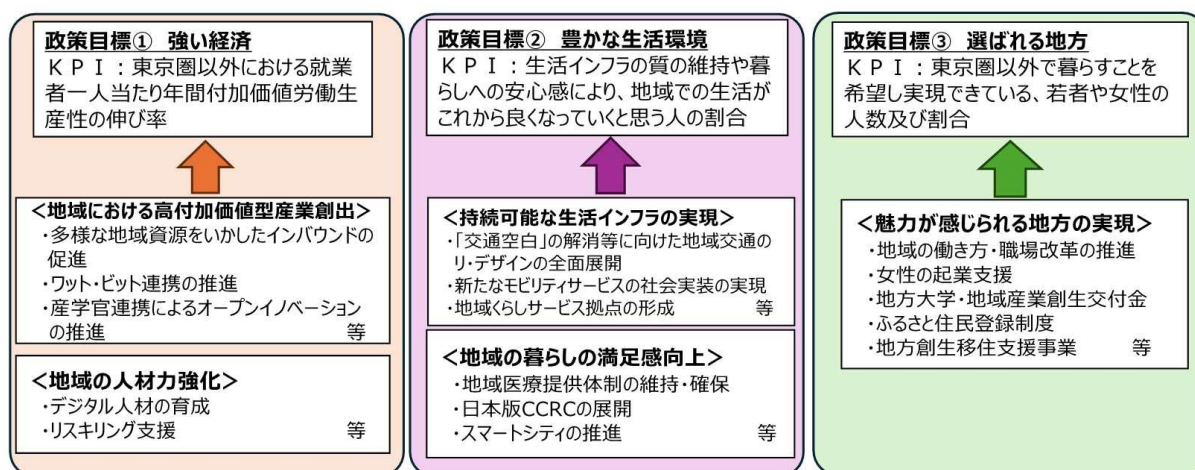 政策目標① 強い経済
KPI：東京圏以外における就業
者一人当たり年間付加価値労働生
産性の伸び率
＜地域における高付加価値型産業創出＞
・多様な地域資源をいかしたインバウンドの
促進
・ワット・ビット連携の推進
・産学官連携によるオープンイノベーション
の推進 等
＜地域の人材力強化＞
・デジタル人材の育成
・リスキリング支援 等
政策目標② 豊かな生活環境
KPI：生活インフラの質の維持や暮
らしへの安心感により、地域での生活が
これから良くなっていくと思う人の割合
＜持続可能な生活インフラの実現＞
・「交通空白」の解消等に向けた地域交通の
リ・デザインの全面展開
・新たなモビリティサービスの社会実装の実現
・地域くらしサービス拠点の形成 等
＜地域の暮らしの満足感向上＞
・地域医療提供体制の維持・確保
・日本版CCRCの展開
・スマートシティの推進 等
政策目標③ 選ばれる地方
KPI：東京圏以外で暮らすことを
希望し実現できている、若者や女性の
人数及び割合
＜魅力が感じられる地方の実現＞
・地域の働き方・職場改革の推進
・女性の起業支援
・地方大学・地域産業創生交付金
・ふるさと住民登録制度
・地方創生移住支援事業 等